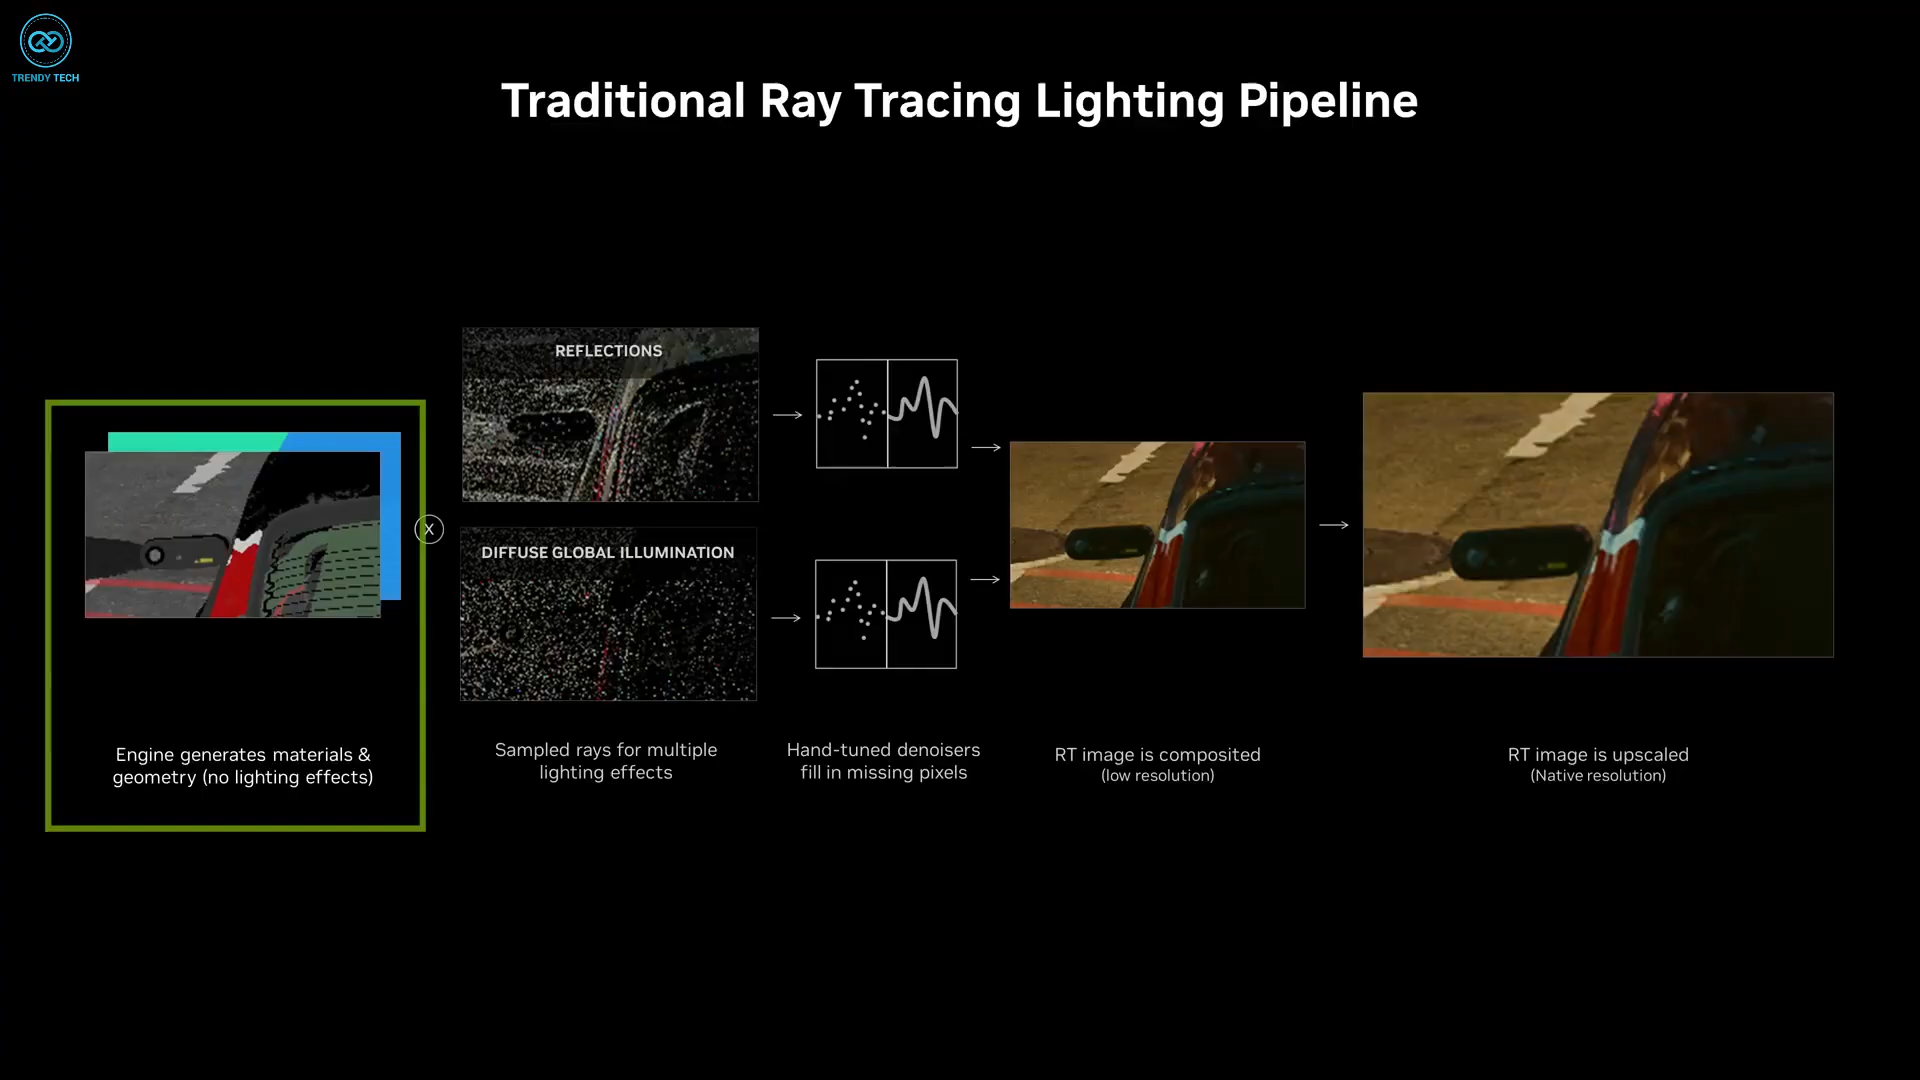 TRENDY TECH
Traditional Ray Tracing Lighting Pipeline
REFLECTIONS
X
DIFFUSE GLOBAL ILLUMINATION
Engine generates materials &
geometry (no lighting effects)
Sampled rays for multiple
lighting effects
Hand-tuned denoisers
fill in missing pixels
RT image is composited
(low resolution)
RT image is upscaled
(Native resolution)